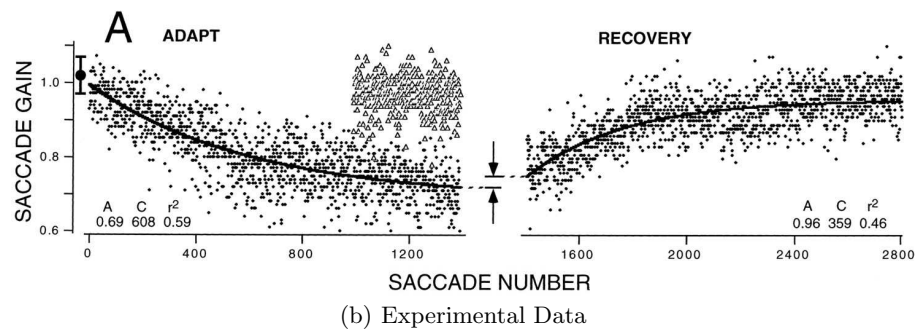 A
ADAPT
RECOVERY
SACCADE GAIN
1.0
0.8
0.6
A C r²
0.69 608 0.59
A C r²
0.96 359 0.46
0 400 800 1200 1600 2000 2400 2800
SACCADE NUMBER
(b) Experimental Data